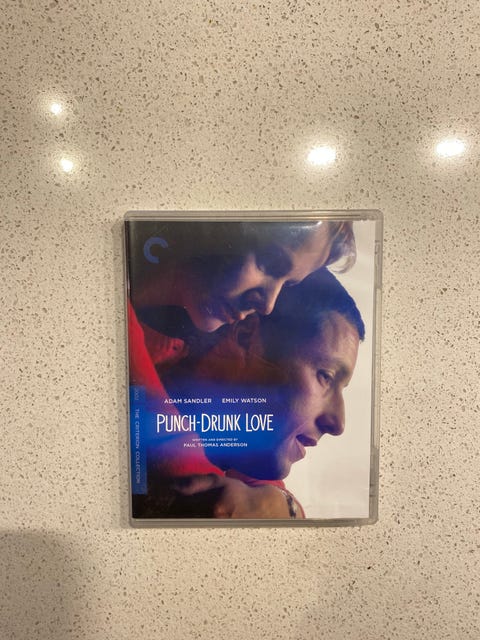 ADAM SANDLER EMILY WATSON
PUNCH-DRUNK LOVE
WRITTEN AND DIRECTED BY
PAUL THOMAS ANDERSON
THE CRITERION COLLECTION